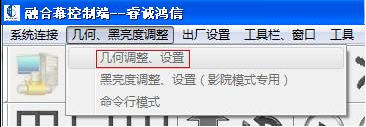 融合幕控制端--睿诚鸿信
系统连接 几何、黑亮度调整 出厂设置 工具栏、窗口 工具
几何调整、设置
黑亮度调整、设置（影院模式专用）
命令行模式